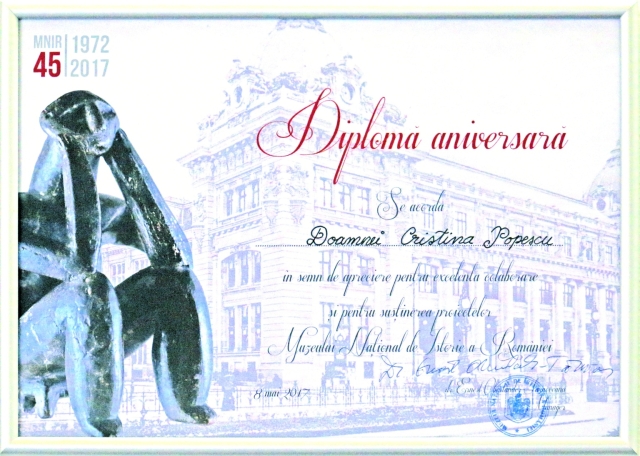 MNIR 1972
45 2017
Diplomă aniversară
Se acordă
Doamnei Cristina Popescu
în semn de apreciere pentru excelenta colaborare
și pentru susținerea proiectelor
Muzeului Național de Istorie a României
8 mai 2017